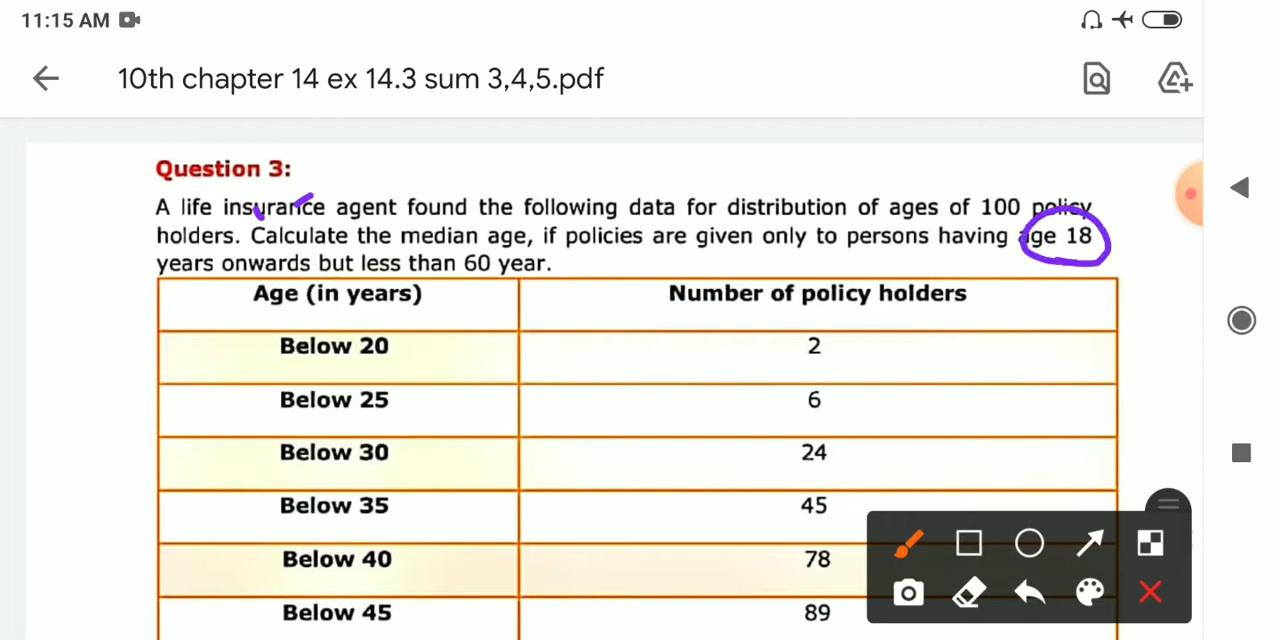 11:15 AM
10th chapter 14 ex 14.3 sum 3,4,5.pdf
Question 3:
A life insurance agent found the following data for distribution of ages of 100 policy
holders. Calculate the median age, if policies are given only to persons having age 18
years onwards but less than 60 year.
Age (in years) Number of policy holders
Below 20 2
Below 25 6
Below 30 24
Below 35 45
Below 40 78
Below 45 89